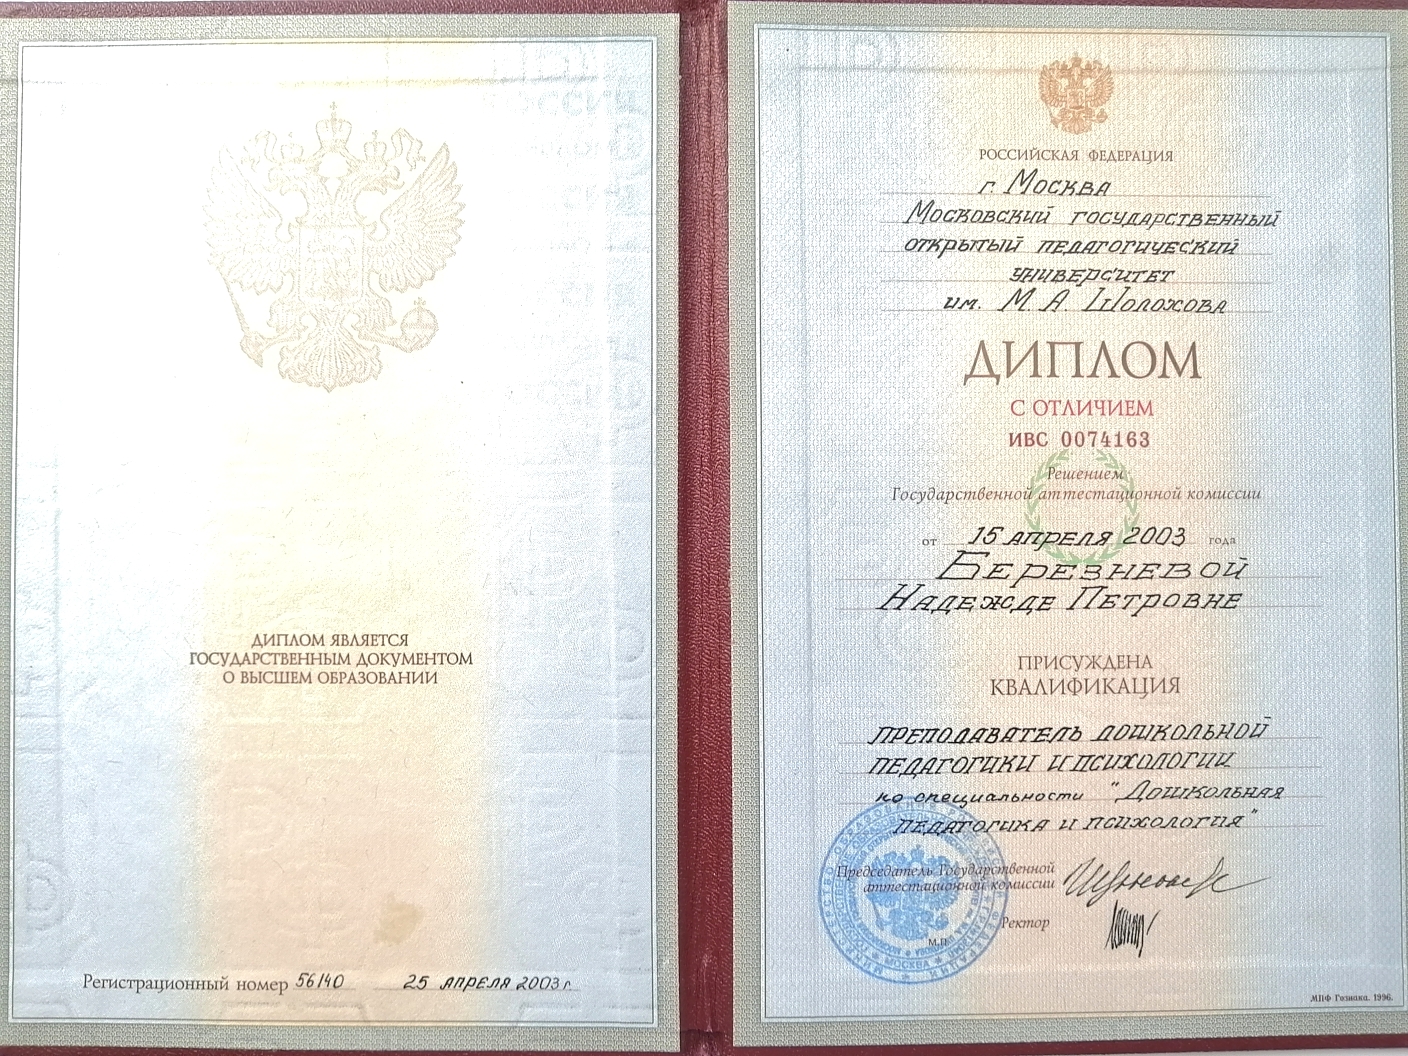 ДИПЛОМ ЯВЛЯЕТСЯ
ГОСУДАРСТВЕННЫМ ДОКУМЕНТОМ
О ВЫСШЕМ ОБРАЗОВАНИИ
Регистрационный номер 56140 25 апреля 2003 г.
РОССИЙСКАЯ ФЕДЕРАЦИЯ
г. Москва
Московский государственный
открытый педагогический
университет
им. М. А. Шолохова
ДИПЛОМ
С ОТЛИЧИЕМ
ИВС 0074163
Решением
Государственной аттестационной комиссии
от 15 апреля 2003 года
Березневой
Надежде Петровне
ПРИСУЖДЕНА
КВАЛИФИКАЦИЯ
преподаватель дошкольной
педагогики и психологии
по специальности "Дошкольная
педагогика и психология"
Председатель Государственной
аттестационной комиссии
Ректор
М.П.
МОСКВА
МПФ Гознака. 1996.